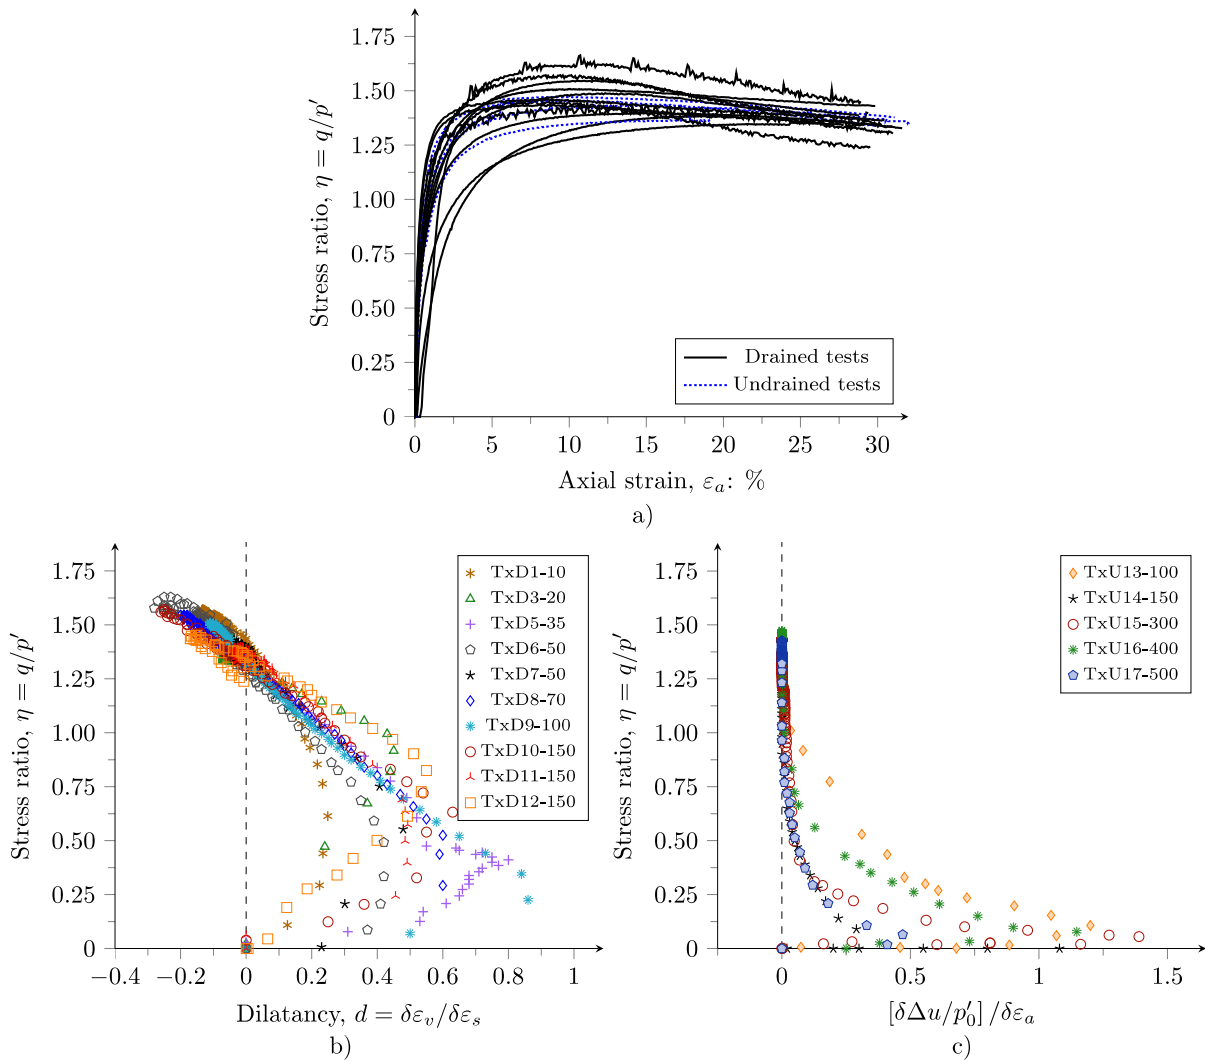 1.75
1.50
1.25
1.00
0.75
0.50
0.25
0
Stress ratio, η = q/p′
Drained tests
Undrained tests
0 5 10 15 20 25 30
Axial strain, εₐ: %
a)
1.75
1.50
1.25
1.00
0.75
0.50
0.25
0
Stress ratio, η = q/p′
TxD1-10
TxD3-20
TxD5-35
TxD6-50
TxD7-50
TxD8-70
TxD9-100
TxD10-150
TxD11-150
TxD12-150
−0.4 −0.2 0 0.2 0.4 0.6 0.8 1
Dilatancy, d = δεᵥ/δεₛ
b)
1.75
1.50
1.25
1.00
0.75
0.50
0.25
0
Stress ratio, η = q/p′
TxU13-100
TxU14-150
TxU15-300
TxU16-400
TxU17-500
0 0.5 1 1.5
[δΔu/p′₀] /δεₐ
c)